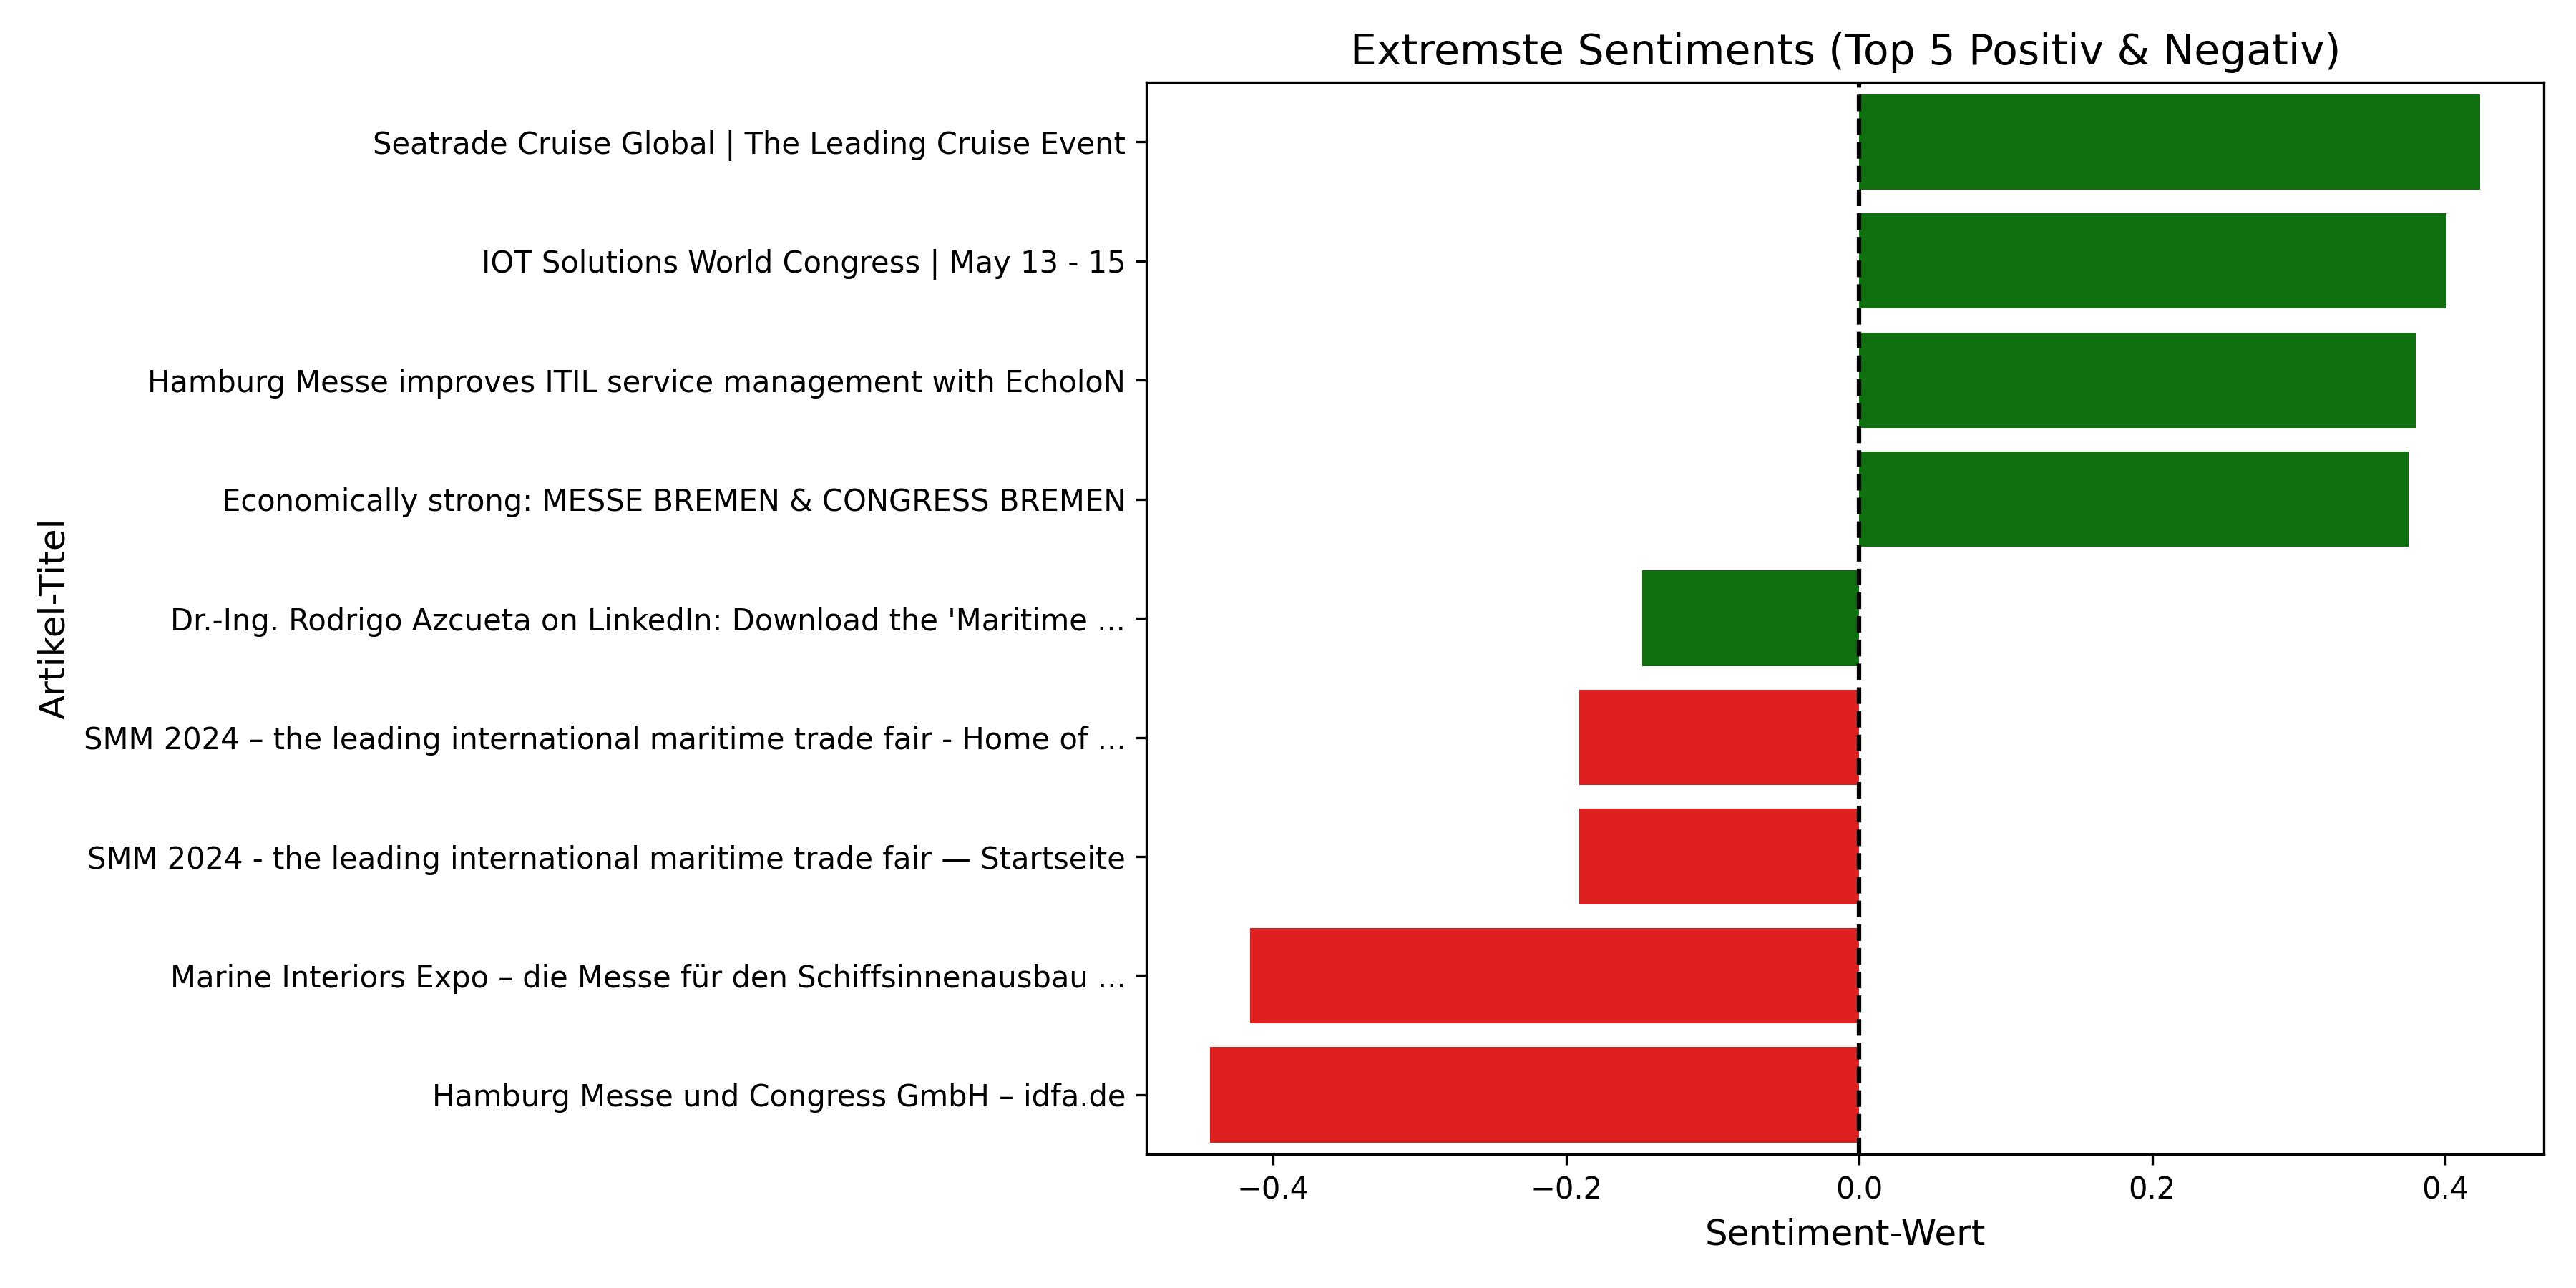 Extremste Sentiments (Top 5 Positiv & Negativ)
Artikel-Titel
Seatrade Cruise Global | The Leading Cruise Event
IOT Solutions World Congress | May 13 - 15
Hamburg Messe improves ITIL service management with EcholoN
Economically strong: MESSE BREMEN & CONGRESS BREMEN
Dr.-Ing. Rodrigo Azcueta on LinkedIn: Download the 'Maritime ...
SMM 2024 – the leading international maritime trade fair - Home of ...
SMM 2024 - the leading international maritime trade fair — Startseite
Marine Interiors Expo – die Messe für den Schiffsinnenausbau ...
Hamburg Messe und Congress GmbH – idfa.de
−0.4 −0.2 0.0 0.2 0.4
Sentiment-Wert